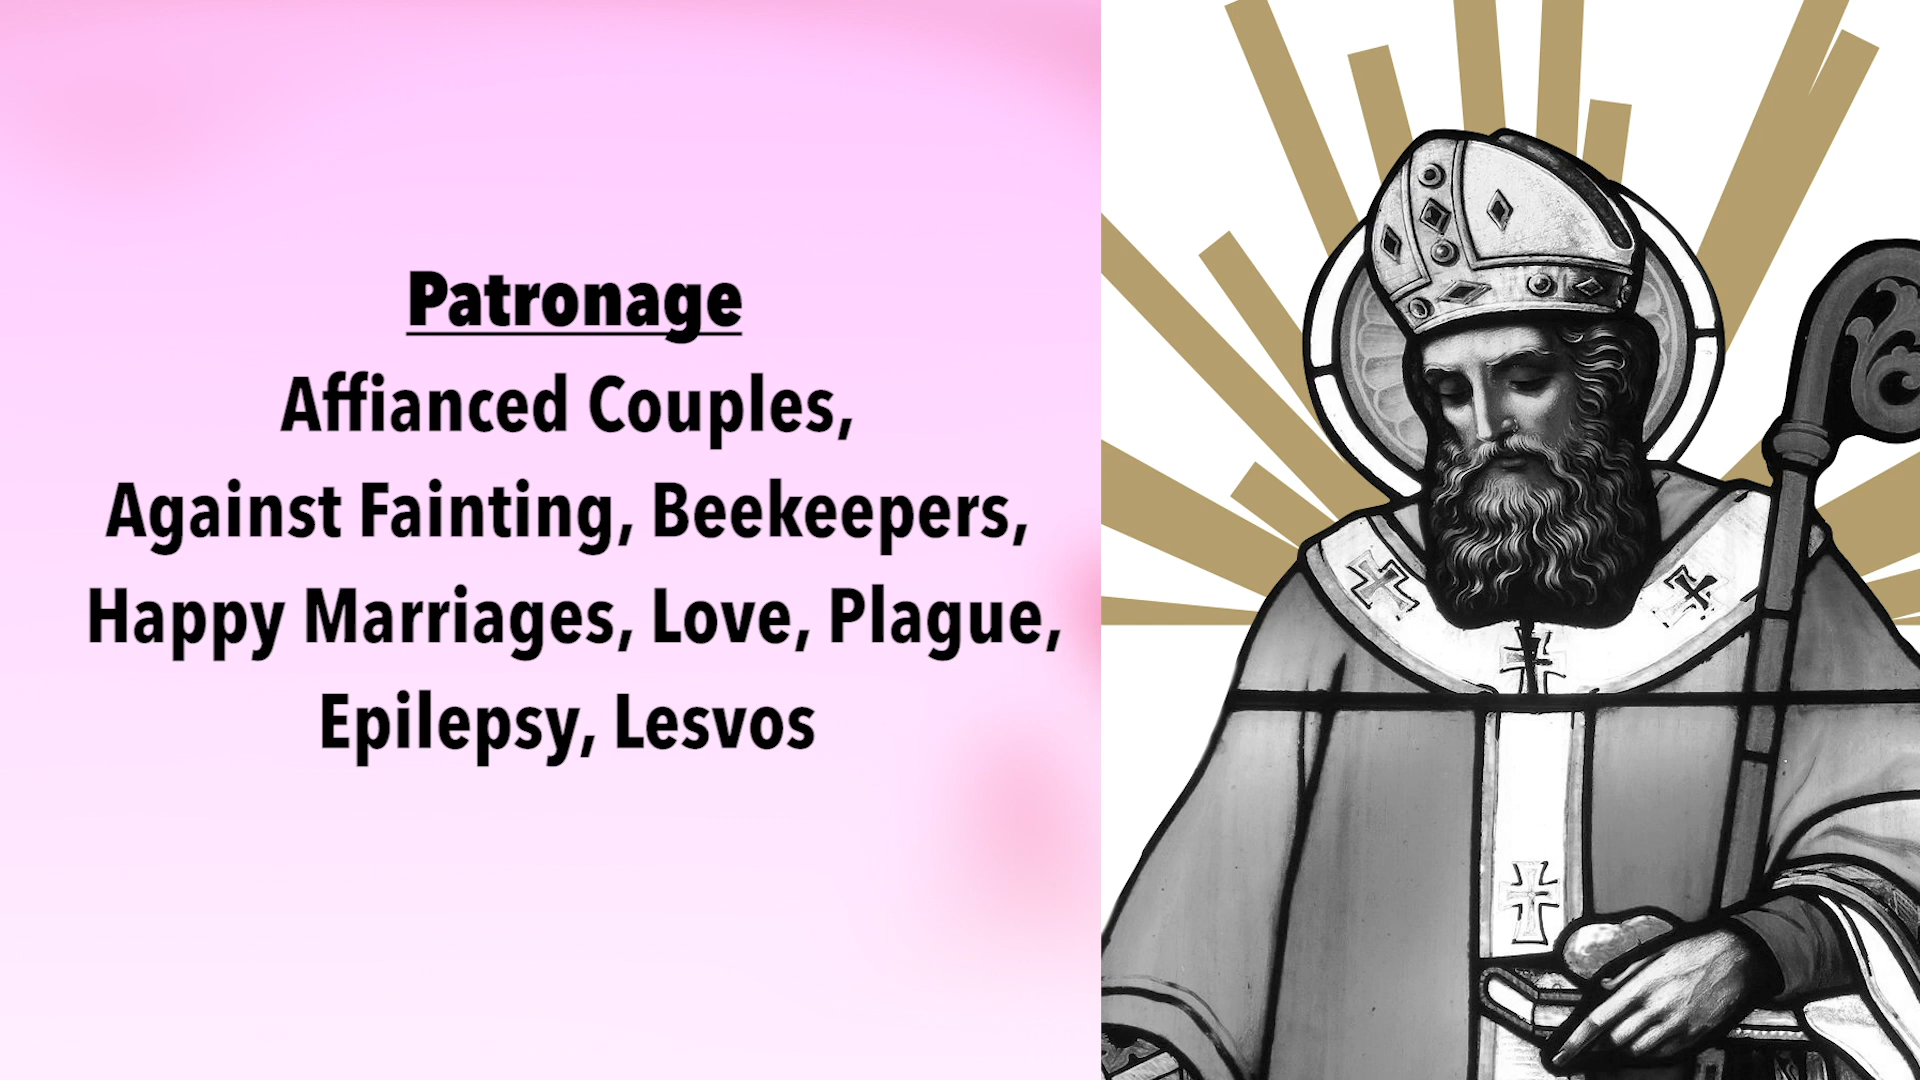 Patronage
Affianced Couples,
Against Fainting, Beekeepers,
Happy Marriages, Love, Plague,
Epilepsy, Lesvos